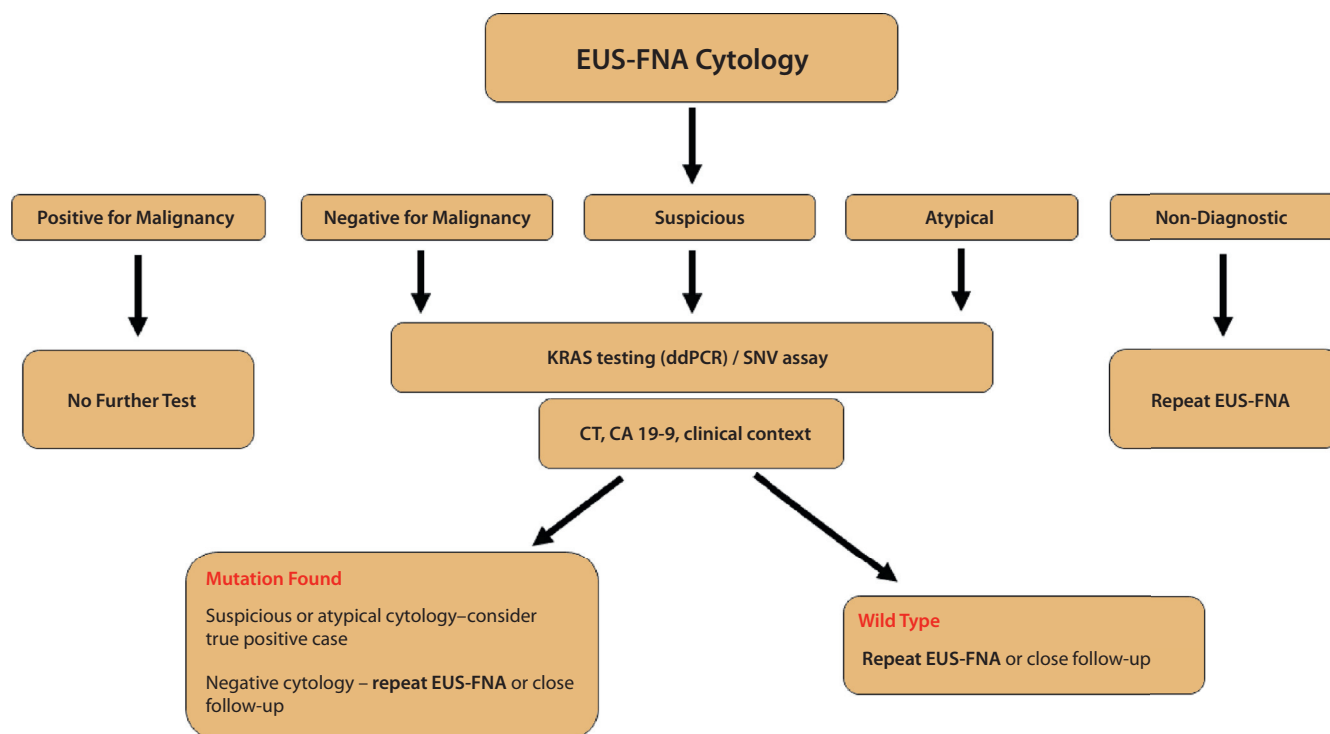 EUS-FNA Cytology
Positive for Malignancy
Negative for Malignancy
Suspicious
Atypical
Non-Diagnostic
No Further Test
KRAS testing (ddPCR) / SNV assay
Repeat EUS-FNA
CT, CA 19-9, clinical context
Mutation Found
Suspicious or atypical cytology–consider
true positive case
Negative cytology – repeat EUS-FNA or close
follow-up
Wild Type
Repeat EUS-FNA or close follow-up